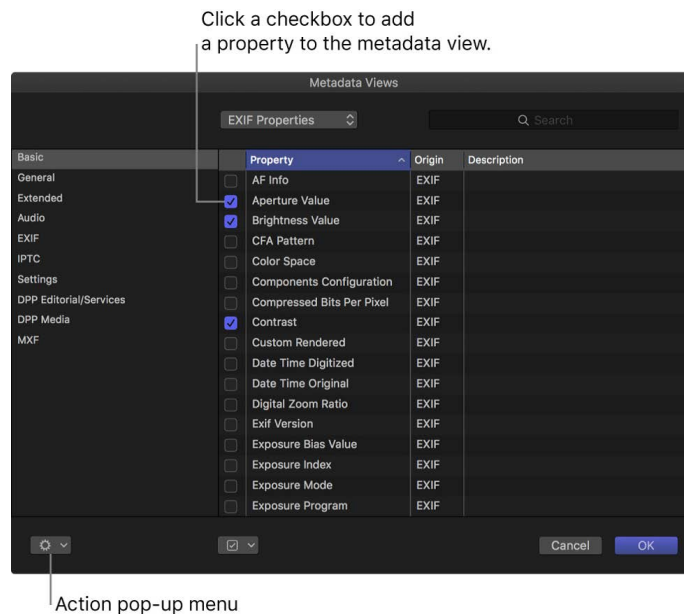 Click a checkbox to add
a property to the metadata view.
Metadata Views
EXIF Properties
Search
Basic
General
Extended
Audio
EXIF
IPTC
Settings
DPP Editorial/Services
DPP Media
MXF
Property Origin Description
AF Info EXIF
Aperture Value EXIF
Brightness Value EXIF
CFA Pattern EXIF
Color Space EXIF
Components Configuration EXIF
Compressed Bits Per Pixel EXIF
Contrast EXIF
Custom Rendered EXIF
Date Time Digitized EXIF
Date Time Original EXIF
Digital Zoom Ratio EXIF
Exif Version EXIF
Exposure Bias Value EXIF
Exposure Index EXIF
Exposure Mode EXIF
Exposure Program EXIF
Cancel OK
Action pop-up menu